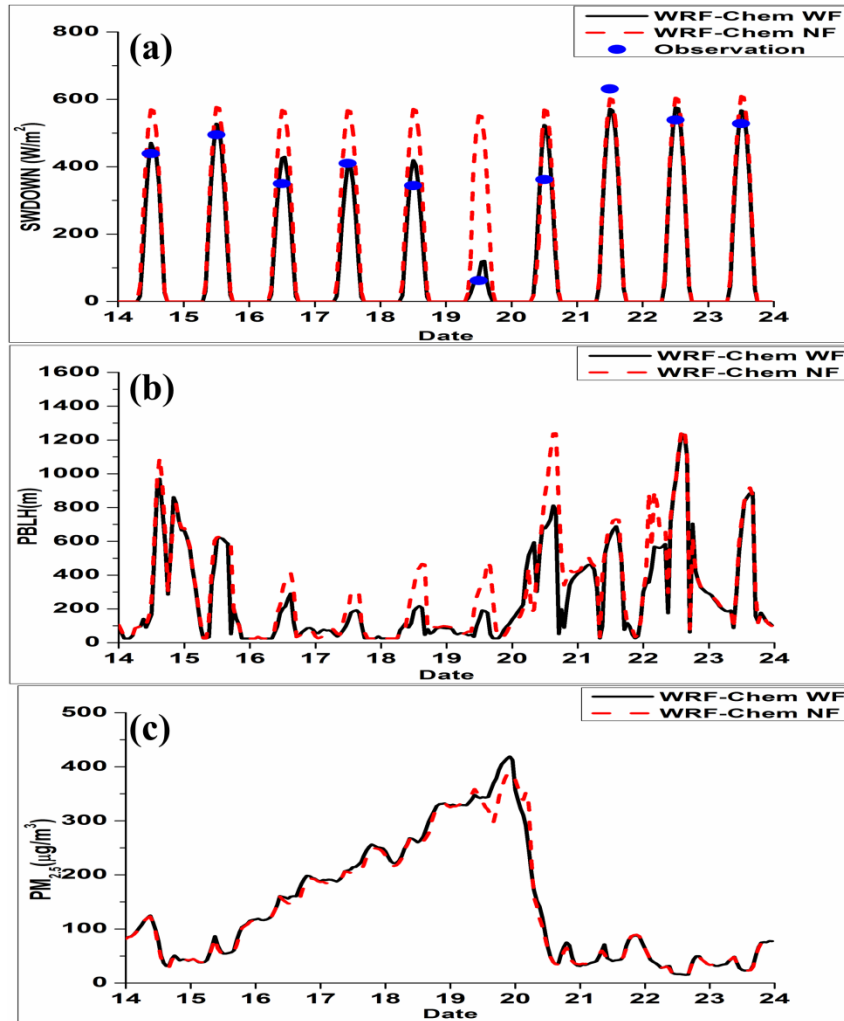 (a)
WRF-Chem WF
WRF-Chem NF
Observation
SWDOWN (W/m²)
800
600
400
200
0
14 15 16 17 18 19 20 21 22 23 24
Date
(b)
WRF-Chem WF
WRF-Chem NF
PBLH(m)
1600
1400
1200
1000
800
600
400
200
0
14 15 16 17 18 19 20 21 22 23 24
Date
(c)
WRF-Chem WF
WRF-Chem NF
PM2.5(μg/m³)
500
400
300
200
100
0
14 15 16 17 18 19 20 21 22 23 24
Date